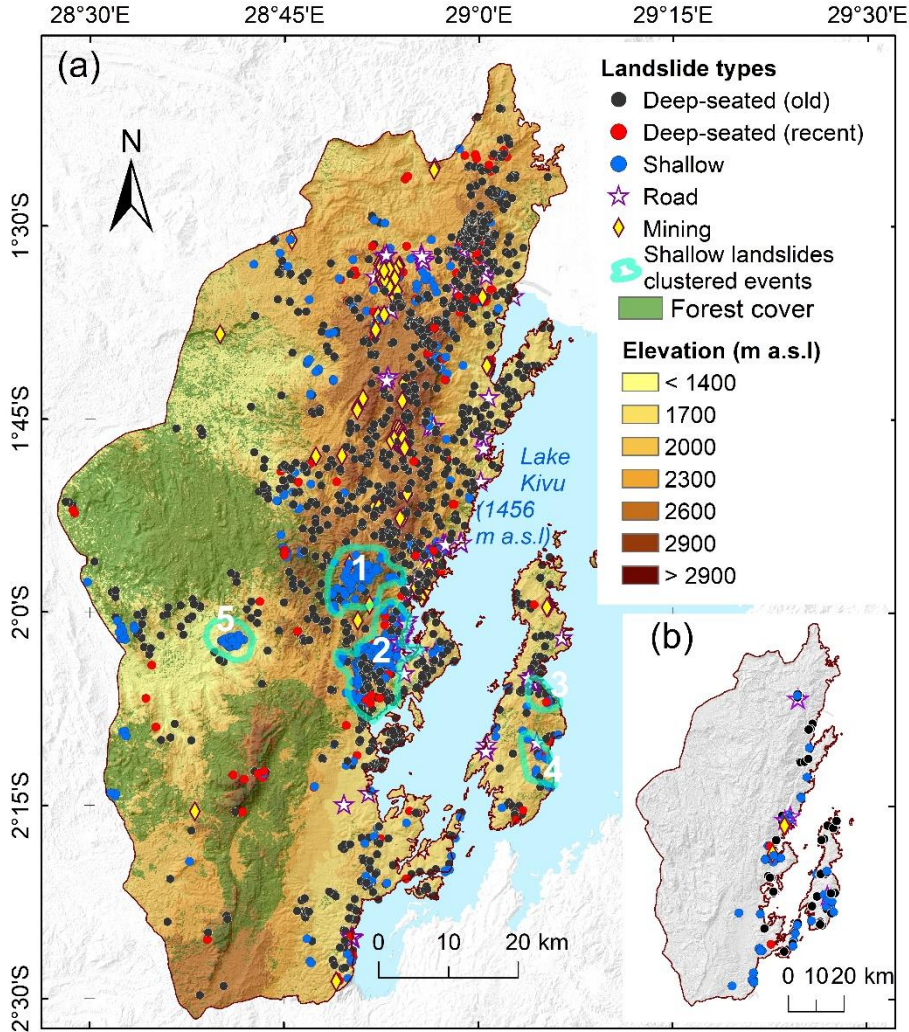 28°30'E
28°45'E
29°0'E
29°15'E
29°30'E
(a)
N
Landslide types
Deep-seated (old)
Deep-seated (recent)
Shallow
Road
Mining
Shallow landslides
clustered events
Forest cover
Elevation (m a.s.l)
< 1400
1700
2000
2300
2600
2900
> 2900
1°30'S
1°45'S
2°0'S
2°15'S
2°30'S
Lake
Kivu
(1456
m a.s.l)
1
5
2
3
4
0 10 20 km
(b)
0 10 20 km